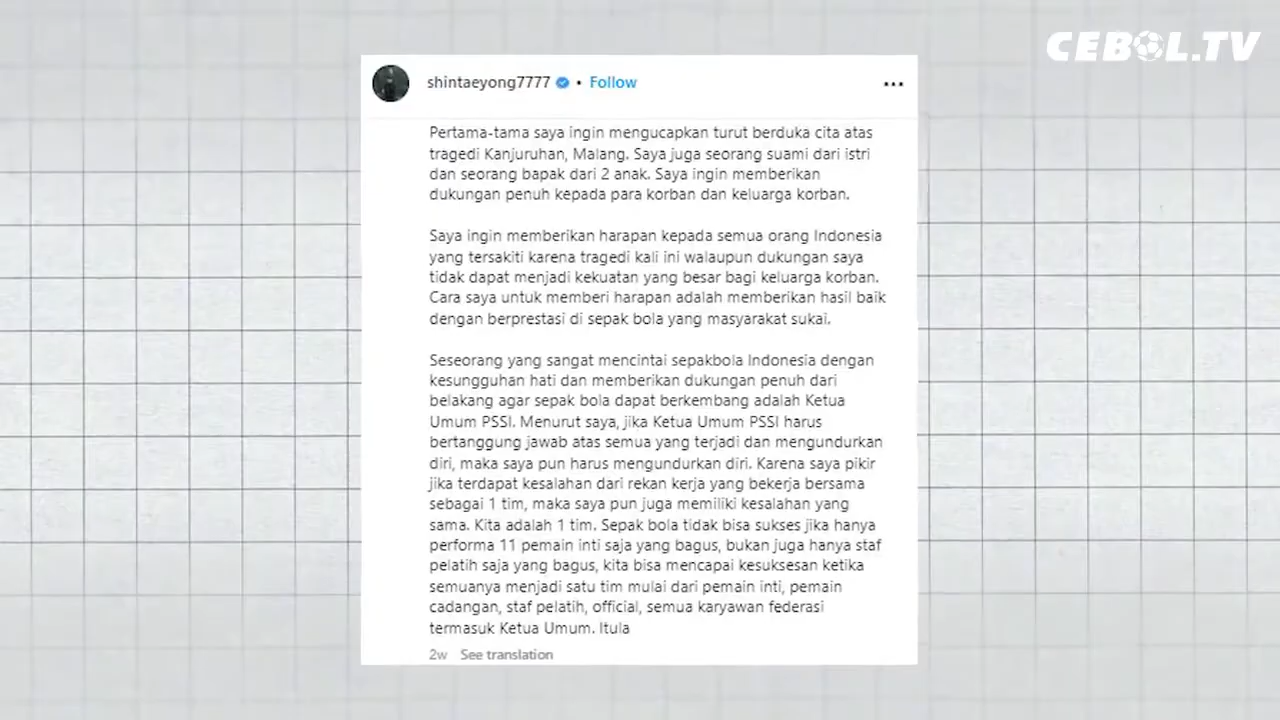 CEBOL.TV
shintaeyong7777 • Follow ...
Pertama-tama saya ingin mengucapkan turut berduka cita atas
tragedi Kanjuruhan, Malang. Saya juga seorang suami dari istri
dan seorang bapak dari 2 anak. Saya ingin memberikan
dukungan penuh kepada para korban dan keluarga korban.
Saya ingin memberikan harapan kepada semua orang Indonesia
yang tersakiti karena tragedi kali ini walaupun dukungan saya
tidak dapat menjadi kekuatan yang besar bagi keluarga korban.
Cara saya untuk memberi harapan adalah memberikan hasil baik
dengan berprestasi di sepak bola yang masyarakat sukai.
Seseorang yang sangat mencintai sepakbola Indonesia dengan
kesungguhan hati dan memberikan dukungan penuh dari
belakang agar sepak bola dapat berkembang adalah Ketua
Umum PSSI. Menurut saya, jika Ketua Umum PSSI harus
bertanggung jawab atas semua yang terjadi dan mengundurkan
diri, maka saya pun harus mengundurkan diri. Karena saya pikir
jika terdapat kesalahan dari rekan kerja yang bekerja bersama
sebagai 1 tim, maka saya pun juga memiliki kesalahan yang
sama. Kita adalah 1 tim. Sepak bola tidak bisa sukses jika hanya
performa 11 pemain inti saja yang bagus, bukan juga hanya staf
pelatih saja yang bagus, kita bisa mencapai kesuksesan ketika
semuanya menjadi satu tim mulai dari pemain inti, pemain
cadangan, staf pelatih, official, semua karyawan federasi
termasuk Ketua Umum. Itula
2w See translation